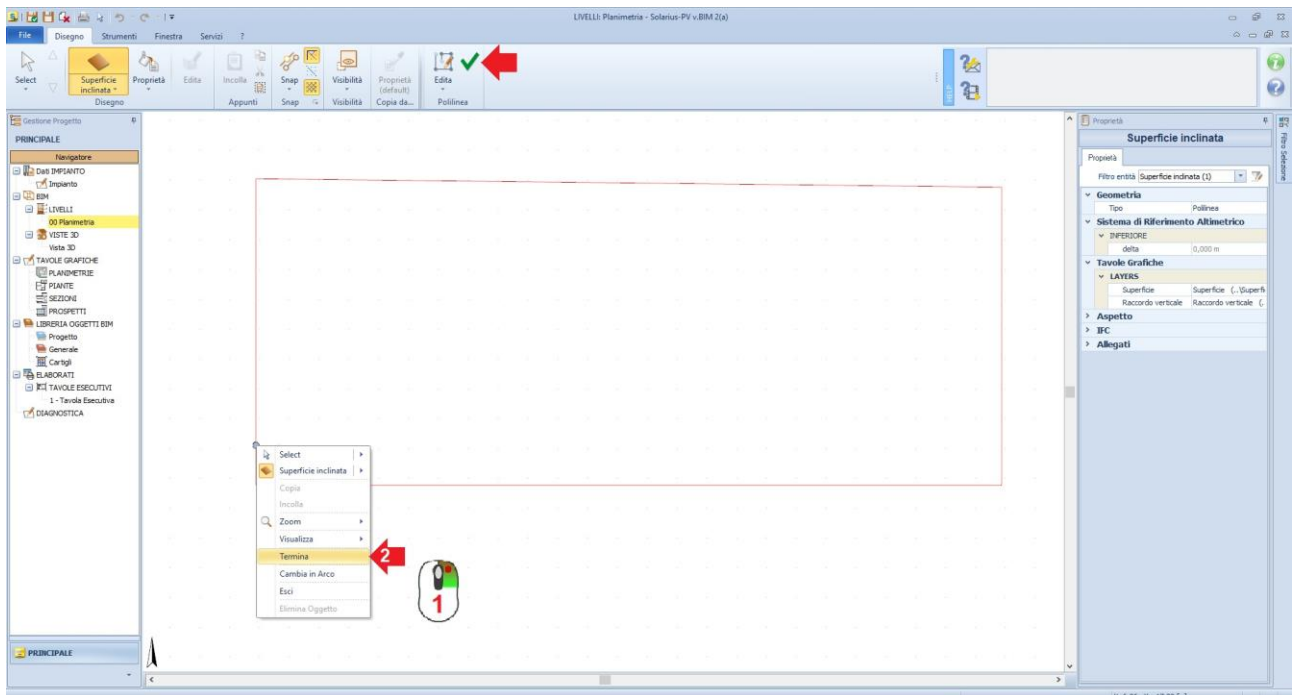 LIVELLI: Planimetria - Solarius-PV v.BIM 2(a)
File Disegno Strumenti Finestra Servizi ?
Select
Superficie inclinata
Proprietà
Edita
Disegno
Incolla
Appunti
Snap
Snap
Visibilità
Visibilità
Proprietà (default)
Copia da...
Edita
Polilinea
HELP
Gestione Progetto
PRINCIPALE
Navigatore
Dati IMPIANTO
Impianto
BIM
LIVELLI
00 Planimetria
VISTE 3D
Vista 3D
TAVOLE GRAFICHE
PLANIMETRIE
PIANTE
SEZIONI
PROSPETTI
LIBRERIA OGGETTI BIM
Progetto
Generale
Cartigli
ELABORATI
TAVOLE ESECUTIVI
1 - Tavola Esecutiva
DIAGNOSTICA
PRINCIPALE
Select
Superficie inclinata
Copia
Incolla
Zoom
Visualizza
Termina
Cambia in Arco
Esci
Elimina Oggetto
2
1
Proprietà
Superficie inclinata
Proprietà
Filtro entità Superficie inclinata (1)
Geometria
Tipo Polilinea
Sistema di Riferimento Altimetrico
INFERIORE
delta 0,000 m
Tavole Grafiche
LAYERS
Superficie Superficie (..\Superfi
Raccordo verticale Raccordo verticale (.
Aspetto
IFC
Allegati
Filtro Selezione